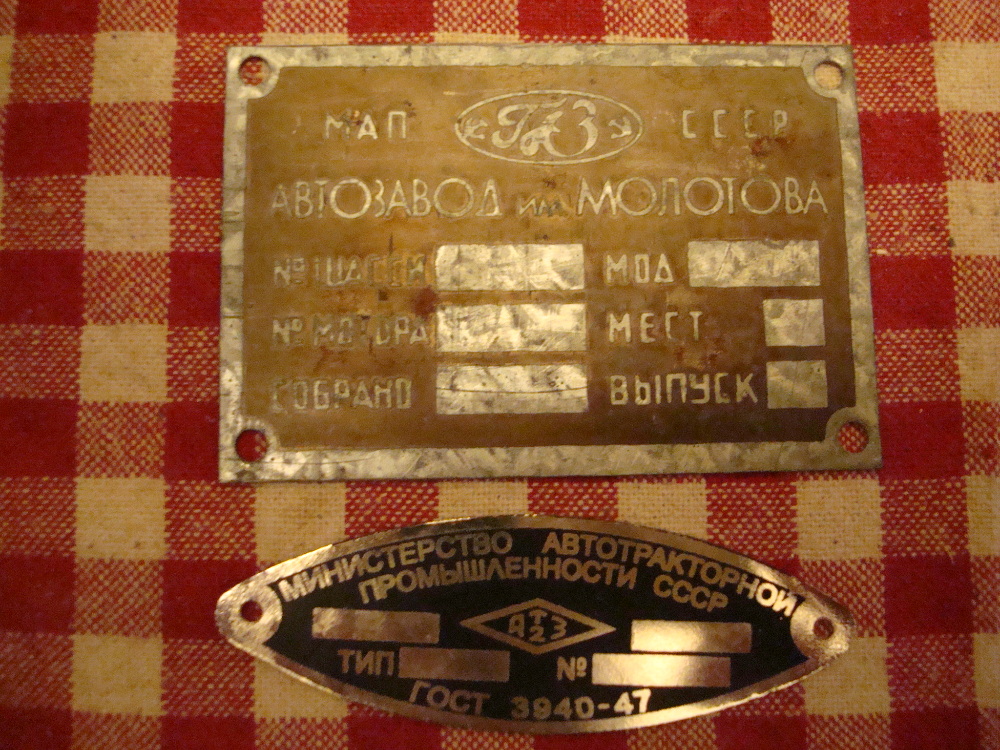 МАП ГАЗ СССР
АВТОЗАВОД им. МОЛОТОВА
№ ШАССИ МОД
№ МОТОРА МЕСТ
СОБРАНО ВЫПУСК
МИНИСТЕРСТВО АВТОТРАКТОРНОЙ
ПРОМЫШЛЕННОСТИ СССР
АТЗ
2
ТИП №
ГОСТ 3940-47